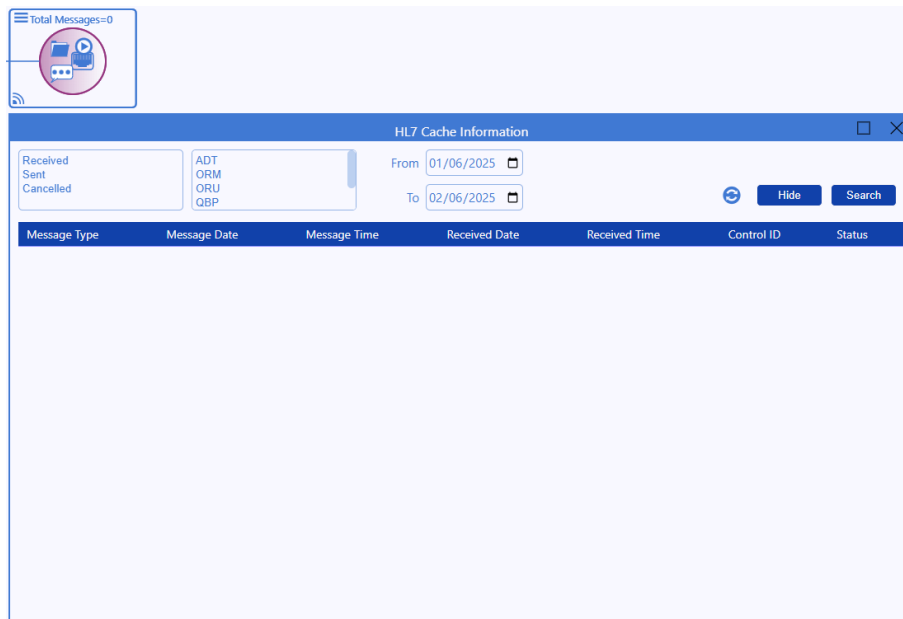 Total Messages=0
HL7 Cache Information
Received
Sent
Cancelled
ADT
ORM
ORU
QBP
From 01/06/2025
To 02/06/2025
Hide Search
Message Type Message Date Message Time Received Date Received Time Control ID Status